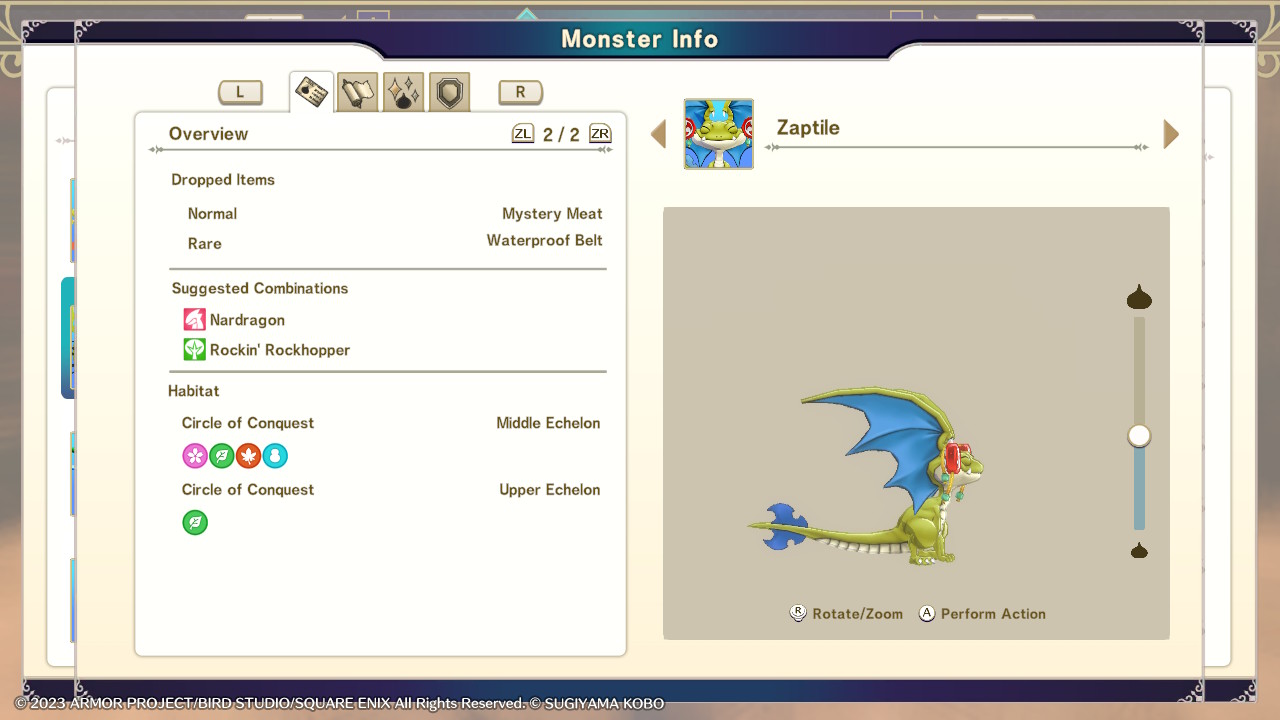 Monster Info
L
R
Overview
ZL 2 / 2 ZR
Zaptile
Dropped Items
Normal Mystery Meat
Rare Waterproof Belt
Suggested Combinations
Nardragon
Rockin' Rockhopper
Habitat
Circle of Conquest Middle Echelon
Circle of Conquest Upper Echelon
R Rotate/Zoom A Perform Action
© 2023 ARMOR PROJECT/BIRD STUDIO/SQUARE ENIX All Rights Reserved. © SUGIYAMA KOBO